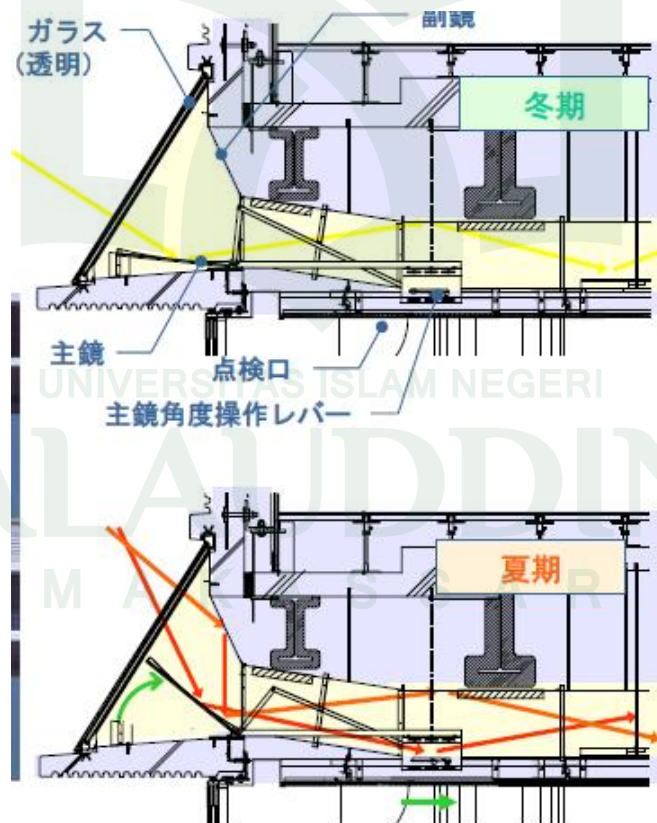 ガラス
(透明)
副鏡
冬期
主鏡
点検口
UNIVERSITAS ISLAM NEGERI
主鏡角度操作レバー
ALAUDDIN
夏期
M A K A S S A R